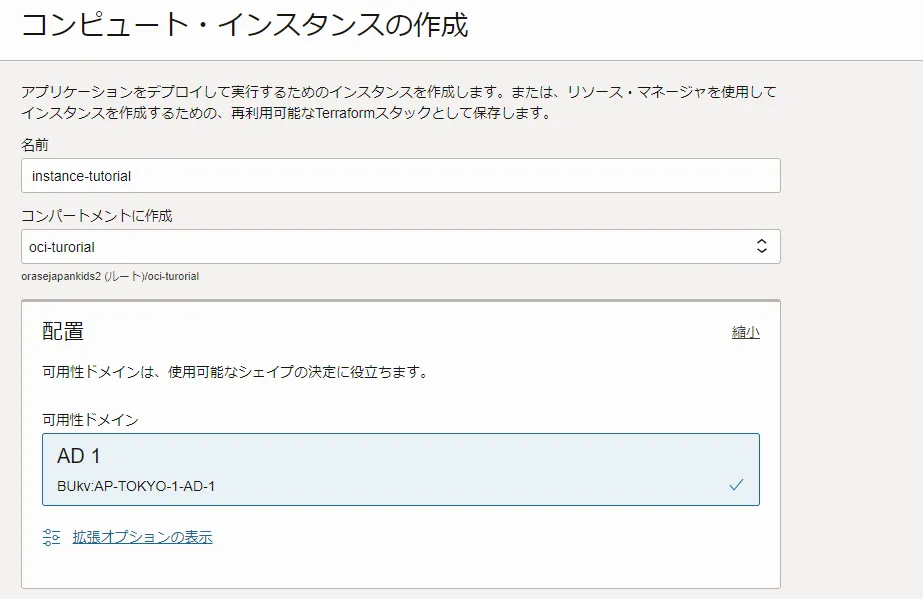 コンピュート・インスタンスの作成
アプリケーションをデプロイして実行するためのインスタンスを作成します。または、リソース・マネージャを使用して
インスタンスを作成するための、再利用可能なTerraformスタックとして保存します。
名前
instance-tutorial
コンパートメントに作成
oci-turorial
orasejapankids2 (ルート)/oci-turorial
配置
縮小
可用性ドメインは、使用可能なシェイプの決定に役立ちます。
可用性ドメイン
AD 1
BUkv:AP-TOKYO-1-AD-1
拡張オプションの表示